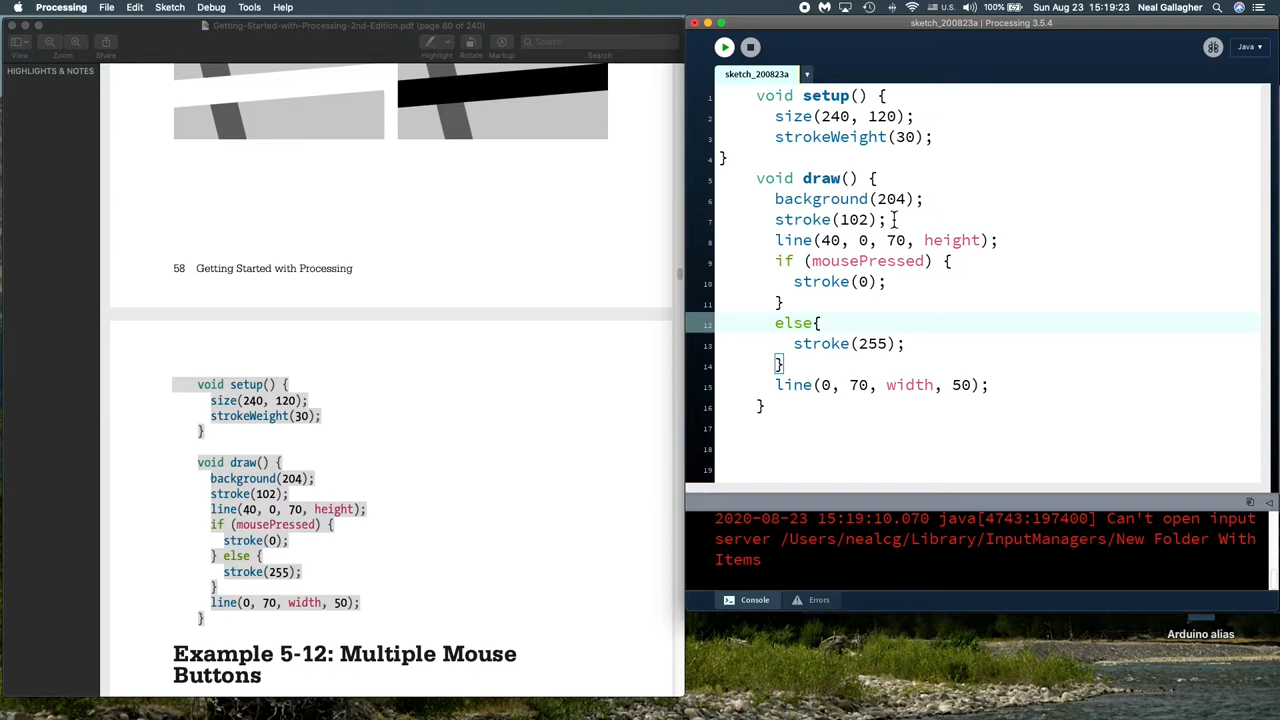 Processing File Edit Sketch Debug Tools Help
100% U.S. Sun Aug 23 15:19:23 Neal Gallagher
Getting-Started-with-Processing-2nd-Edition.pdf (page 80 of 240)
Search
View Zoom Share Highlight Rotate Markup Search
HIGHLIGHTS & NOTES
58 Getting Started with Processing
void setup() {
size(240, 120);
strokeWeight(30);
}
void draw() {
background(204);
stroke(102);
line(40, 0, 70, height);
if (mousePressed) {
stroke(0);
} else {
stroke(255);
}
line(0, 70, width, 50);
}
Example 5-12: Multiple Mouse
Buttons
sketch_200823a | Processing 3.5.4
Java
sketch_200823a
1 void setup() {
2 size(240, 120);
3 strokeWeight(30);
4 }
5 void draw() {
6 background(204);
7 stroke(102);
8 line(40, 0, 70, height);
9 if (mousePressed) {
10 stroke(0);
11 }
12 else{
13 stroke(255);
14 }
15 line(0, 70, width, 50);
16 }
17
18
19
2020-08-23 15:19:10.070 java[4743:197400] Can't open input
server /Users/nealcg/Library/InputManagers/New Folder With
Items
Console Errors
Arduino alias